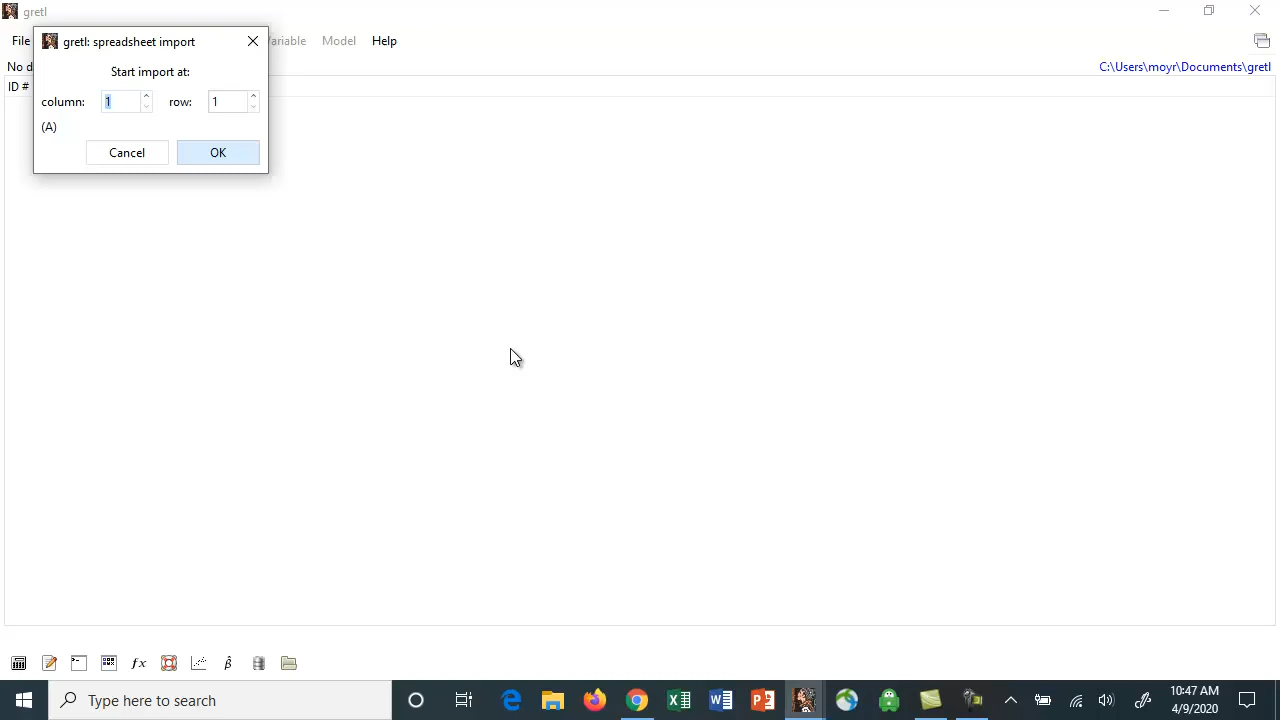 gretl
File
gretl: spreadsheet import
ariable
Model
Help
No d
C:\Users\moyr\Documents\gretl
Start import at:
ID #
column:
1
row:
1
(A)
Cancel
OK
fx
β̂
Type here to search
10:47 AM
4/9/2020